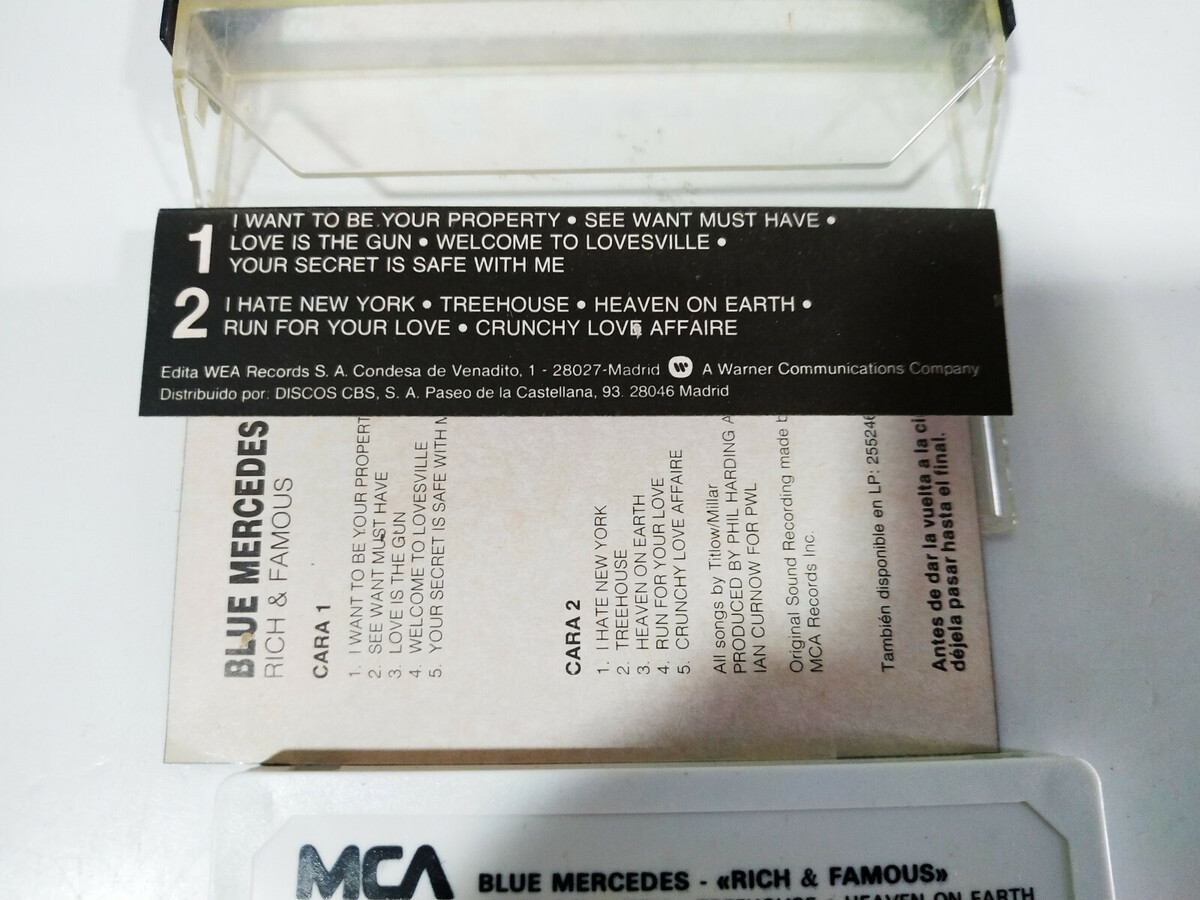 1 I WANT TO BE YOUR PROPERTY • SEE WANT MUST HAVE •
LOVE IS THE GUN • WELCOME TO LOVESVILLE •
YOUR SECRET IS SAFE WITH ME
2 I HATE NEW YORK • TREEHOUSE • HEAVEN ON EARTH •
RUN FOR YOUR LOVE • CRUNCHY LOVE AFFAIRE
Edita WEA Records S. A. Condesa de Venadito, 1 - 28027-Madrid A Warner Communications Company
Distribuido por: DISCOS CBS, S. A. Paseo de la Castellana, 93. 28046 Madrid
BLUE MERCEDES
RICH & FAMOUS
CARA 1
1. I WANT TO BE YOUR PROPERT
2. SEE WANT MUST HAVE
3. LOVE IS THE GUN
4. WELCOME TO LOVESVILLE
5. YOUR SECRET IS SAFE WITH
CARA 2
1. I HATE NEW YORK
2. TREEHOUSE
3. HEAVEN ON EARTH
4. RUN FOR YOUR LOVE
5. CRUNCHY LOVE AFFAIRE
All songs by Titlow/Millar
PRODUCED BY PHIL HARDING
IAN CURNOW FOR PWL
Original Sound Recording made
MCA Records Inc.
También disponible en LP: 25524
Antes de dar la vuelta a la
déjela pasar hasta el final.
MCA BLUE MERCEDES - «RICH & FAMOUS»
TREEHOUSE • HEAVEN ON EARTH